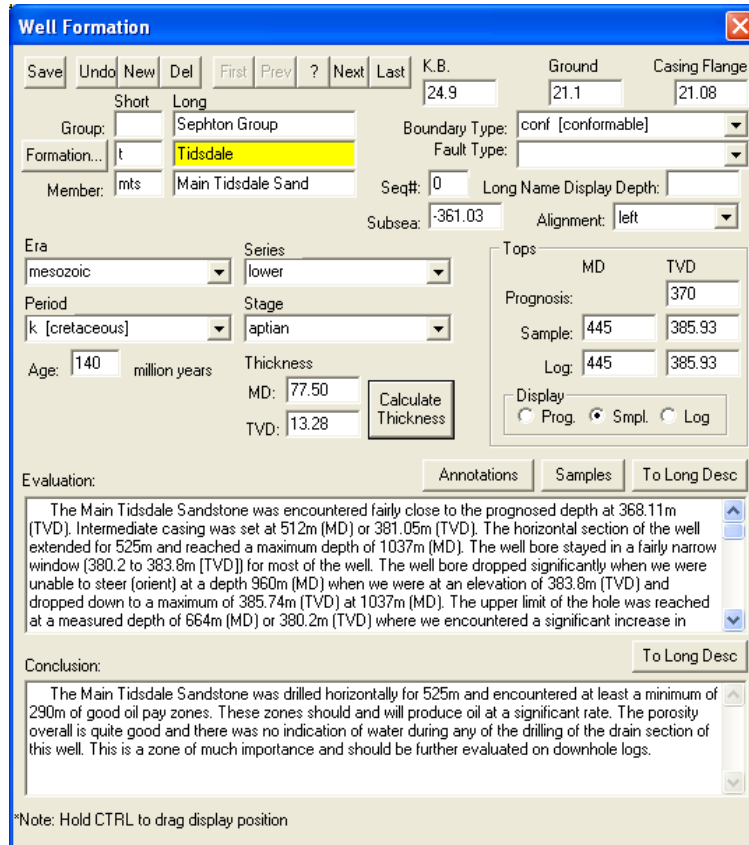 Well Formation
Save Undo New Del First Prev ? Next Last
K.B. Ground Casing Flange
24.9 21.1 21.08
Short Long
Group: Sephton Group
Boundary Type: conf [conformable]
Formation... t Tidsdale
Fault Type:
Member: mts Main Tidsdale Sand
Seq#: 0 Long Name Display Depth:
Subsea: -361.03 Alignment: left
Era Series
mesozoic lower
Period Stage
k [cretaceous] aptian
Age: 140 million years
Thickness
MD: 77.50
TVD: 13.28
Calculate
Thickness
Tops
MD TVD
Prognosis: 370
Sample: 445 385.93
Log: 445 385.93
Display
Prog. Smpl. Log
Evaluation:
Annotations Samples To Long Desc
The Main Tidsdale Sandstone was encountered fairly close to the prognosed depth at 368.11m
(TVD). Intermediate casing was set at 512m (MD) or 381.05m (TVD). The horizontal section of the well
extended for 525m and reached a maximum depth of 1037m (MD). The well bore stayed in a fairly narrow
window (380.2 to 383.8m [TVD]) for most of the well. The well bore dropped significantly when we were
unable to steer (orient) at a depth 960m (MD) when we were at an elevation of 383.8m (TVD) and
dropped down to a maximum of 385.74m (TVD) at 1037m (MD). The upper limit of the hole was reached
at a measured depth of 664m (MD) or 380.2m (TVD) where we encountered a significant increase in
Conclusion:
To Long Desc
The Main Tidsdale Sandstone was drilled horizontally for 525m and encountered at least a minimum of
290m of good oil pay zones. These zones should and will produce oil at a significant rate. The porosity
overall is quite good and there was no indication of water during any of the drilling of the drain section of
this well. This is a zone of much importance and should be further evaluated on downhole logs.
*Note: Hold CTRL to drag display position